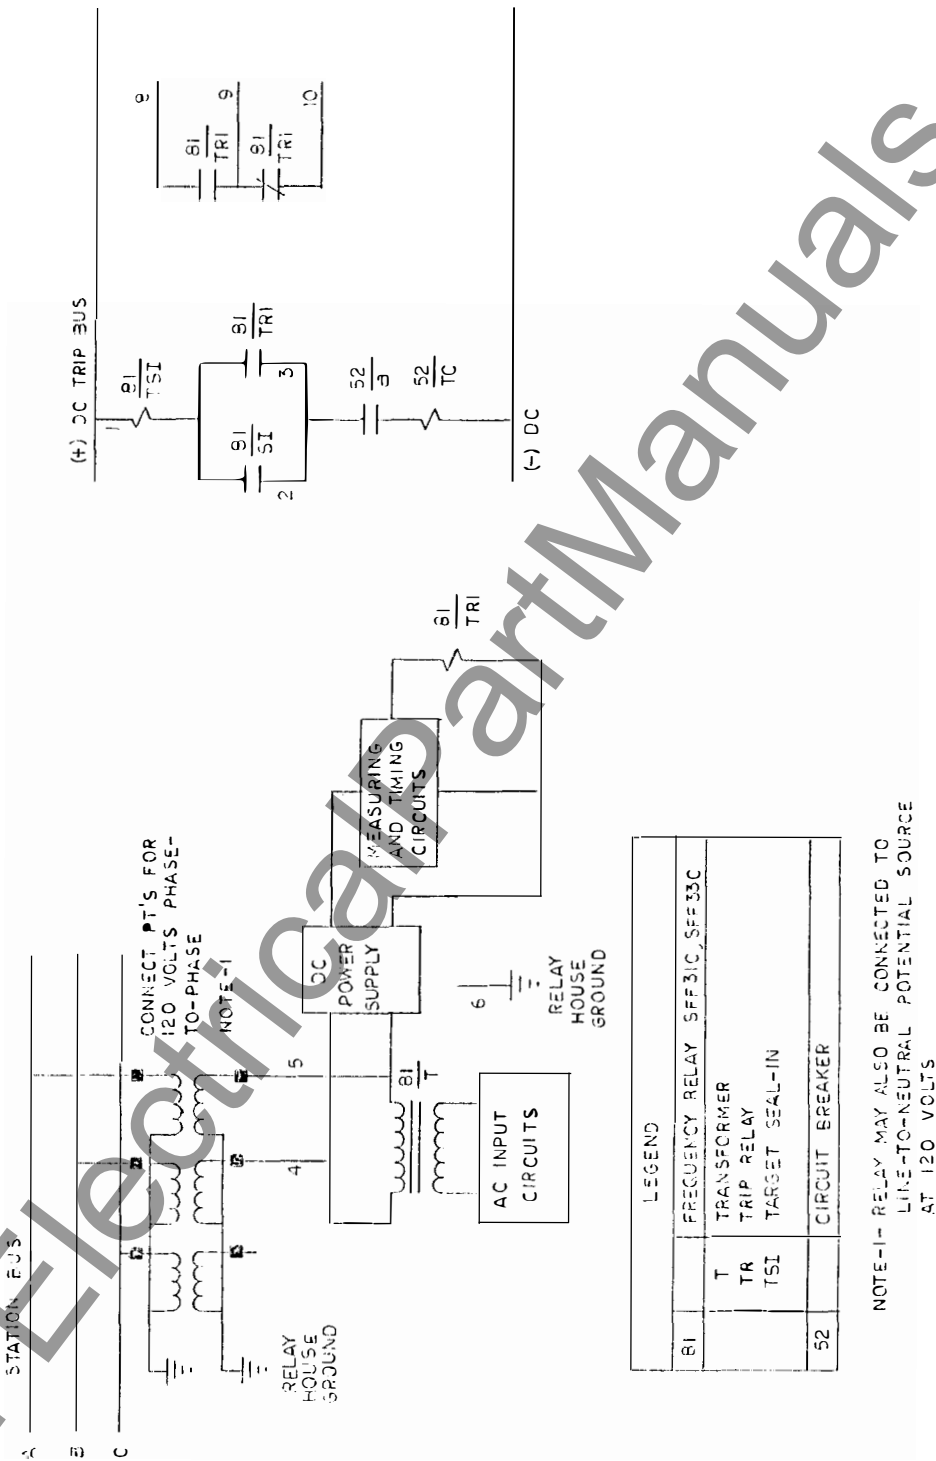 STATION BUS
A
B
C
CONNECT PT'S FOR
120 VOLTS PHASE-
TO-PHASE
NOTE-1
4
5
RELAY
HOUSE
GROUND
81
T
AC INPUT
CIRCUITS
DC
POWER
SUPPLY
6
RELAY
HOUSE
GROUND
MEASURING
AND TIMING
CIRCUITS
81
TRI
(+) DC TRIP BUS
1
81
TSI
81
SI
2
81
TRI
3
52
a
52
TC
(-) DC
8
81
TRI
9
81
TRI
10
LEGEND
81 FREQUENCY RELAY SFF31C, SFF33C
T TRANSFORMER
TR TRIP RELAY
TSI TARGET SEAL-IN
52 CIRCUIT BREAKER
NOTE-1- RELAY MAY ALSO BE CONNECTED TO
LINE-TO-NEUTRAL POTENTIAL SOURCE
AT 120 VOLTS
ElectricalPartManuals